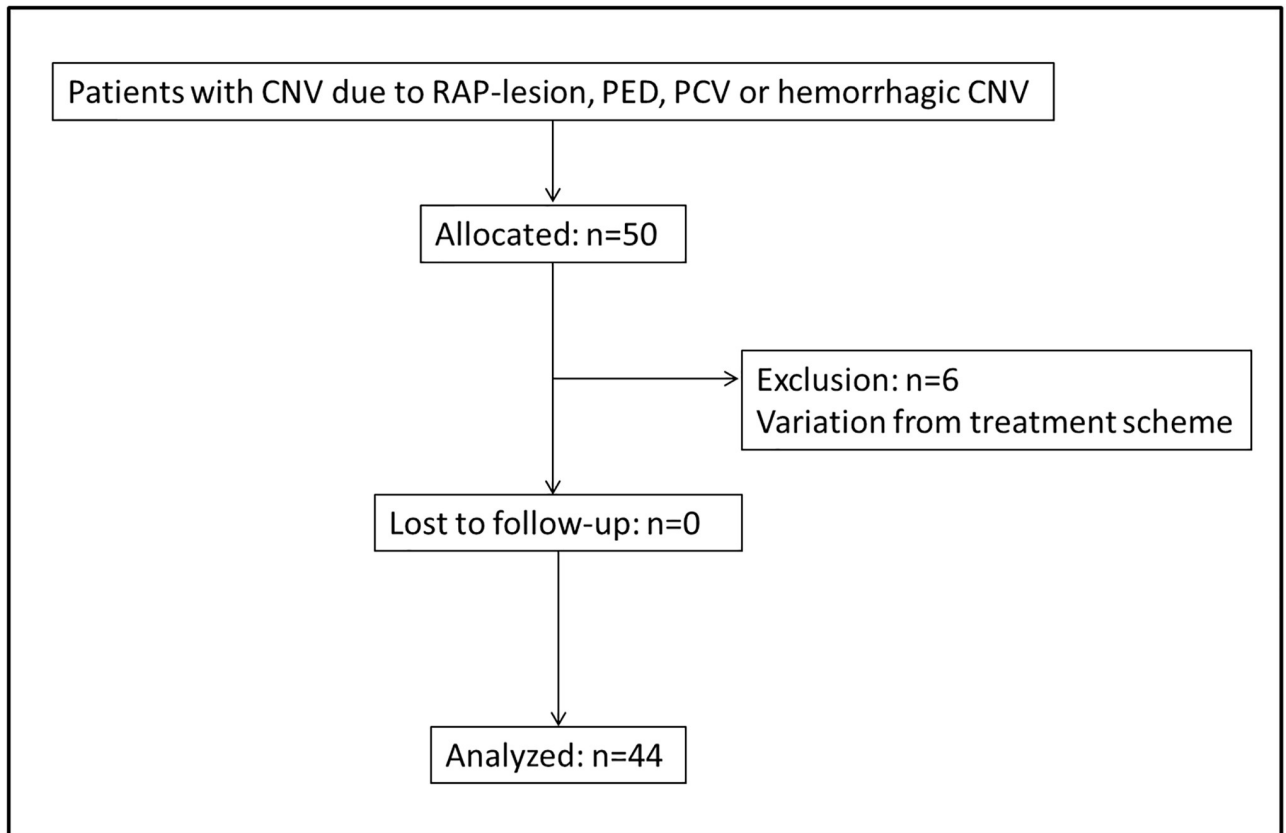 Patients with CNV due to RAP-lesion, PED, PCV or hemorrhagic CNV
Allocated: n=50
Exclusion: n=6
Variation from treatment scheme
Lost to follow-up: n=0
Analyzed: n=44